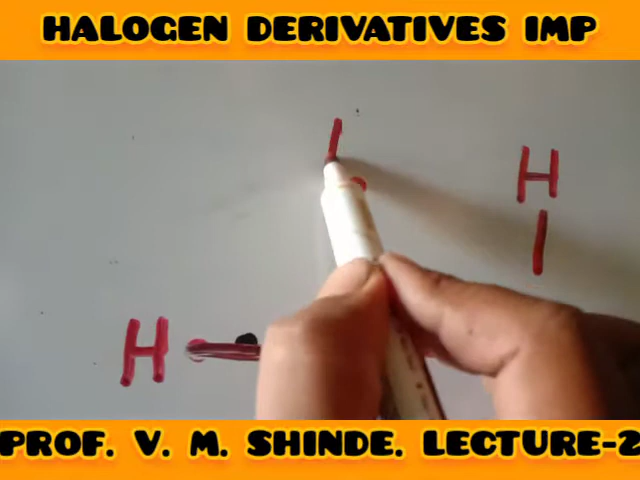 HALOGEN DERIVATIVES IMP
H
H
PROF. V. M. SHINDE. LECTURE-2